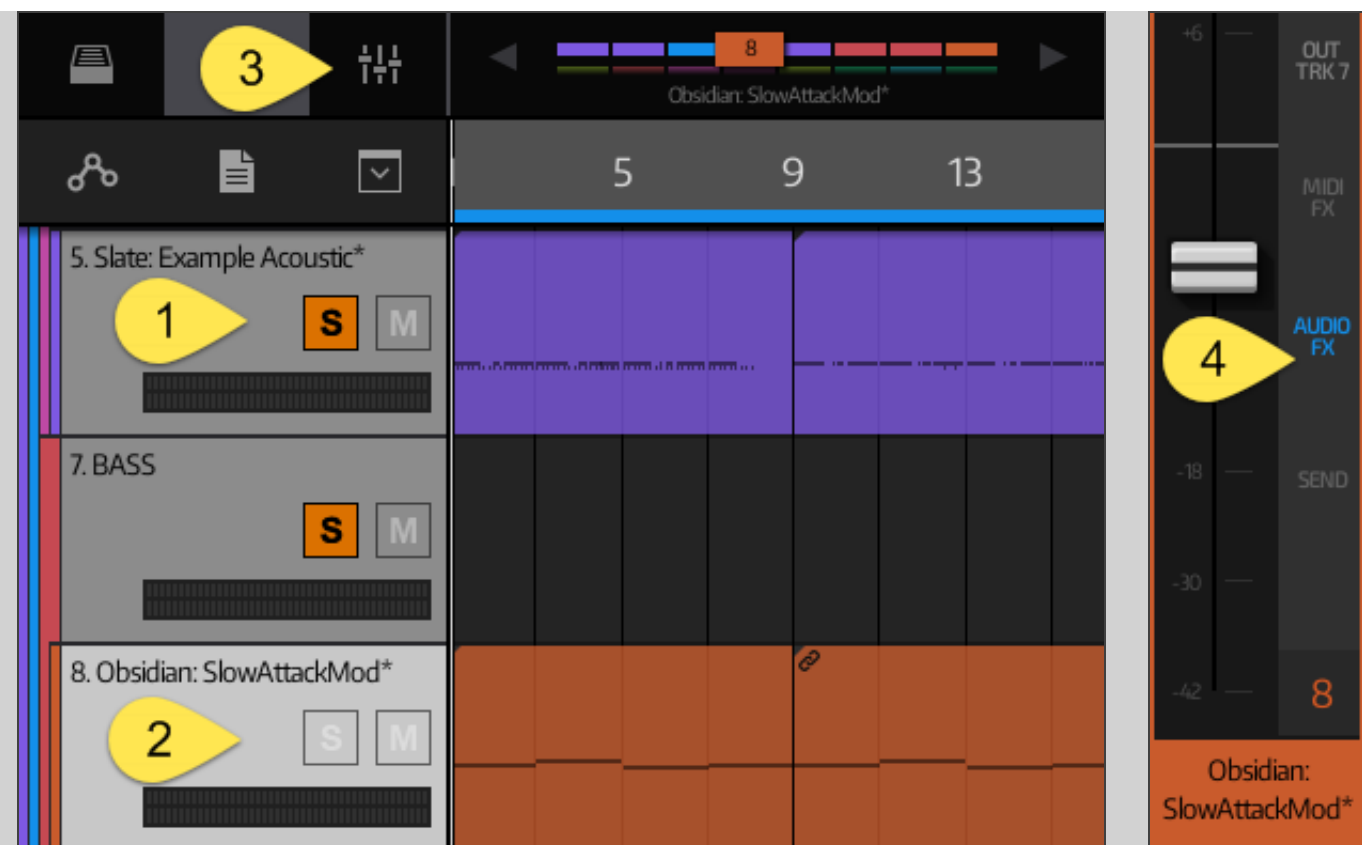 3
8
Obsidian: SlowAttackMod*
5
9
13
5. Slate: Example Acoustic*
1
S
M
7. BASS
S
M
8. Obsidian: SlowAttackMod*
2
S
M
+6
OUT
TRK 7
MIDI
FX
AUDIO
FX
4
-18
SEND
-30
-42
8
Obsidian:
SlowAttackMod*